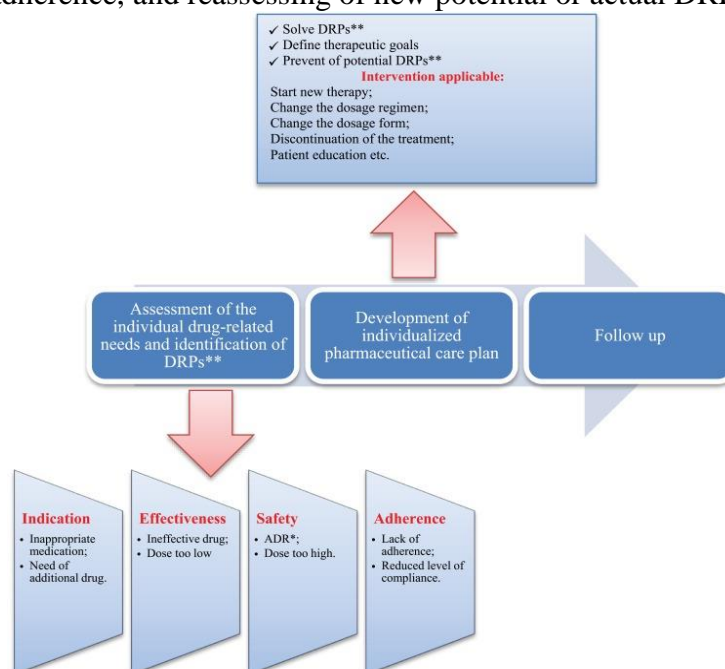 adherence, and reassessing of new potential or actual DRP
✓ Solve DRPs**
✓ Define therapeutic goals
✓ Prevent of potential DRPs**
Intervention applicable:
Start new therapy;
Change the dosage regimen;
Change the dosage form;
Discontinuation of the treatment;
Patient education etc.
Assessment of the
individual drug-related
needs and identification of
DRPs**
Development of
individualized
pharmaceutical care plan
Follow up
Indication
• Inappropriate
medication;
• Need of
additional drug.
Effectiveness
• Ineffective drug;
• Dose too low
Safety
• ADR*;
• Dose too high.
Adherence
• Lack of
adherence;
• Reduced level of
compliance.